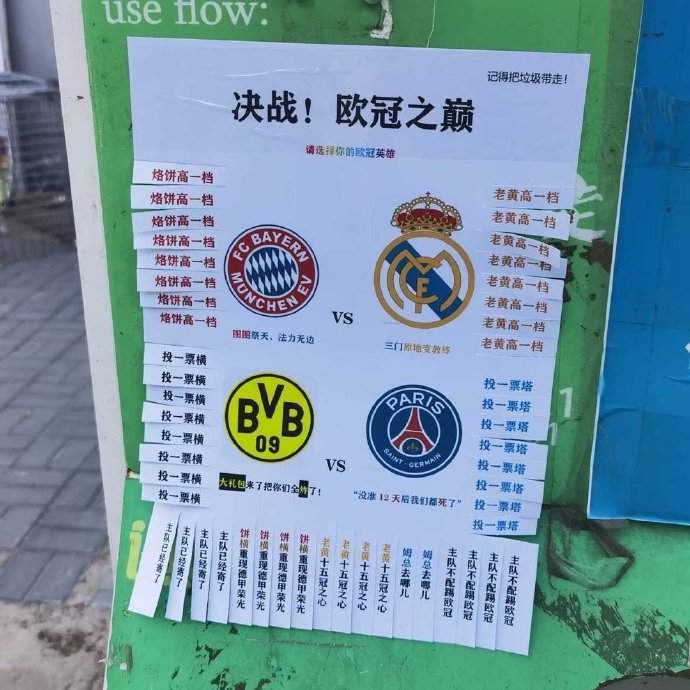 use flow:
记得把垃圾带走！
决战！欧冠之巅
请选择你的欧冠英雄
烙饼高一档
烙饼高一档
烙饼高一档
烙饼高一档
烙饼高一档
烙饼高一档
烙饼高一档
烙饼高一档
FC BAYERN
MÜNCHEN EV
VS
老黄高一档
老黄高一档
老黄高一档
老黄高一档
老黄高一档
老黄高一档
老黄高一档
老黄高一档
图图祭天、法力无边
三门原地变教练
投一票横
投一票横
投一票横
投一票横
投一票横
投一票横
投一票横
投一票横
BVB
09
VS
PARIS
SAINT-GERMAIN
投一票塔
投一票塔
投一票塔
投一票塔
投一票塔
投一票塔
投一票塔
投一票塔
大礼包来了把你们全炸了！
“没准 12 天后我们都死了”
主队已经寄了
主队已经寄了
主队已经寄了
主队已经寄了
饼横重现德甲荣光
饼横重现德甲荣光
饼横重现德甲荣光
饼横重现德甲荣光
老黄十五冠之心
老黄十五冠之心
老黄十五冠之心
老黄十五冠之心
姆总去哪儿
姆总去哪儿
主队不配踢欧冠
主队不配踢欧冠
主队不配踢欧冠
主队不配踢欧冠